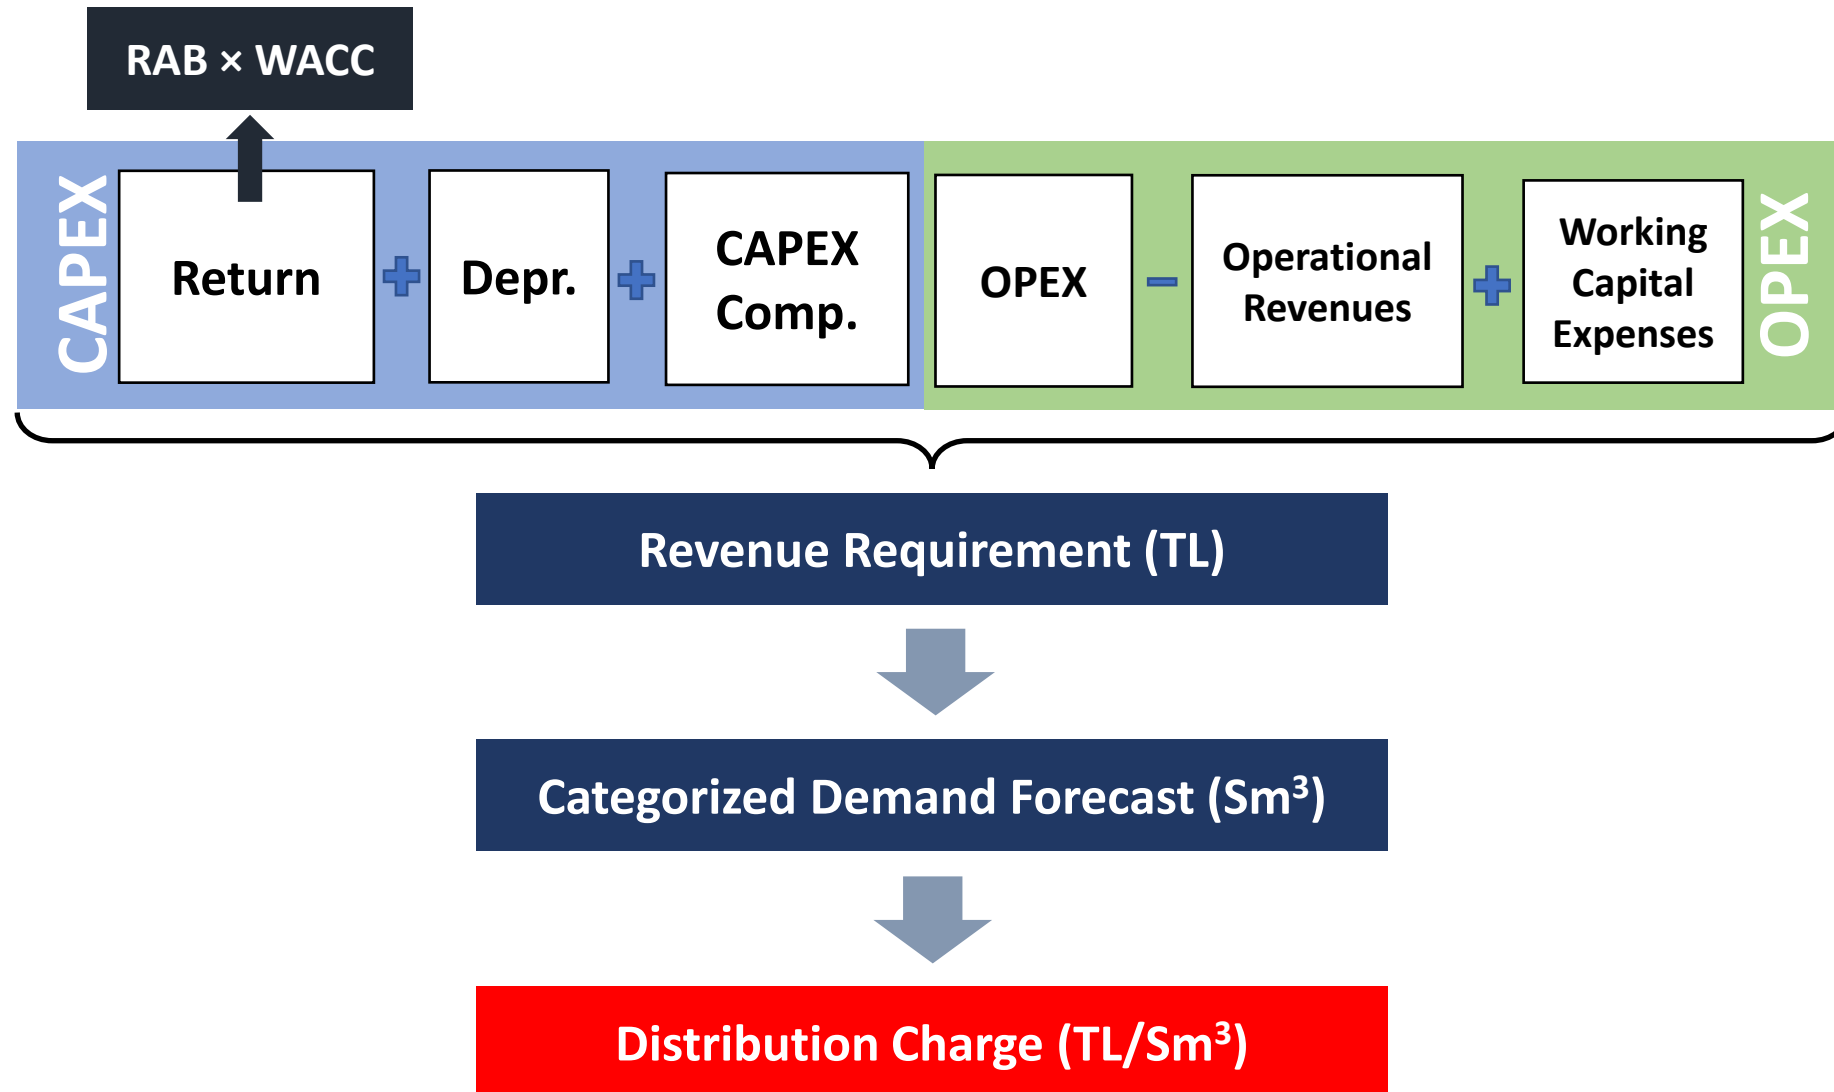 RAB × WACC
CAPEX
Return
+
Depr.
+
CAPEX
Comp.
OPEX
-
Operational
Revenues
+
Working
Capital
Expenses
OPEX
Revenue Requirement (TL)
Categorized Demand Forecast (Sm³)
Distribution Charge (TL/Sm³)